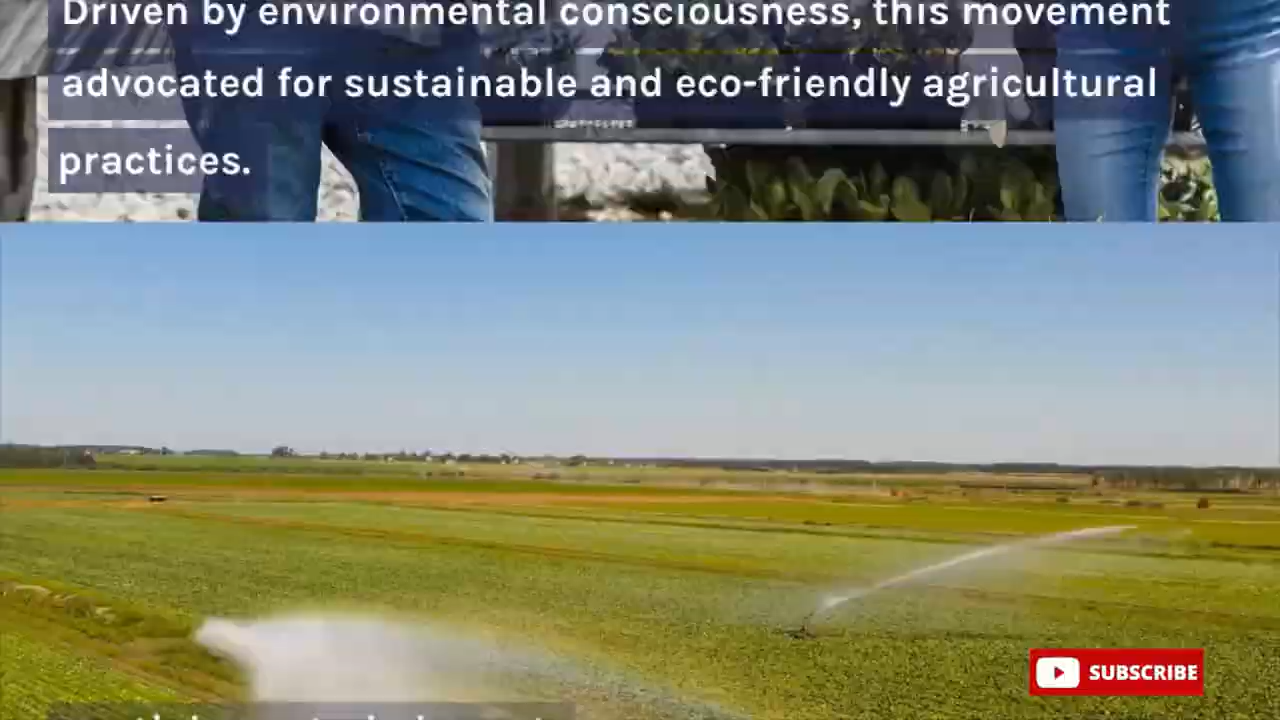 Driven by environmental consciousness, this movement
advocated for sustainable and eco-friendly agricultural
practices.
SUBSCRIBE